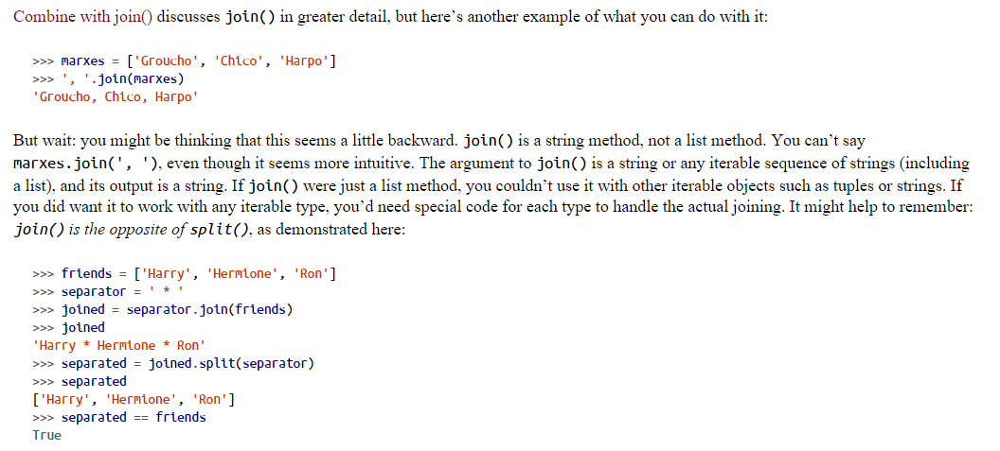 Combine with join() discusses join() in greater detail, but here’s another example of what you can do with it:
>>> marxes = ['Groucho', 'Chico', 'Harpo']
>>> ', '.join(marxes)
'Groucho, Chico, Harpo'
But wait: you might be thinking that this seems a little backward. join() is a string method, not a list method. You can’t say
marxes.join(', '), even though it seems more intuitive. The argument to join() is a string or any iterable sequence of strings (including
a list), and its output is a string. If join() were just a list method, you couldn’t use it with other iterable objects such as tuples or strings. If
you did want it to work with any iterable type, you’d need special code for each type to handle the actual joining. It might help to remember:
join() is the opposite of split(), as demonstrated here:
>>> friends = ['Harry', 'Hermione', 'Ron']
>>> separator = ' * '
>>> joined = separator.join(friends)
>>> joined
'Harry * Hermione * Ron'
>>> separated = joined.split(separator)
>>> separated
['Harry', 'Hermione', 'Ron']
>>> separated == friends
True